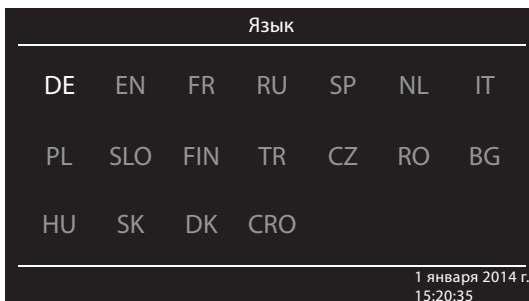 Язык
DE EN FR RU SP NL IT
PL SLO FIN TR CZ RO BG
HU SK DK CRO
1 января 2014 г.
15:20:35